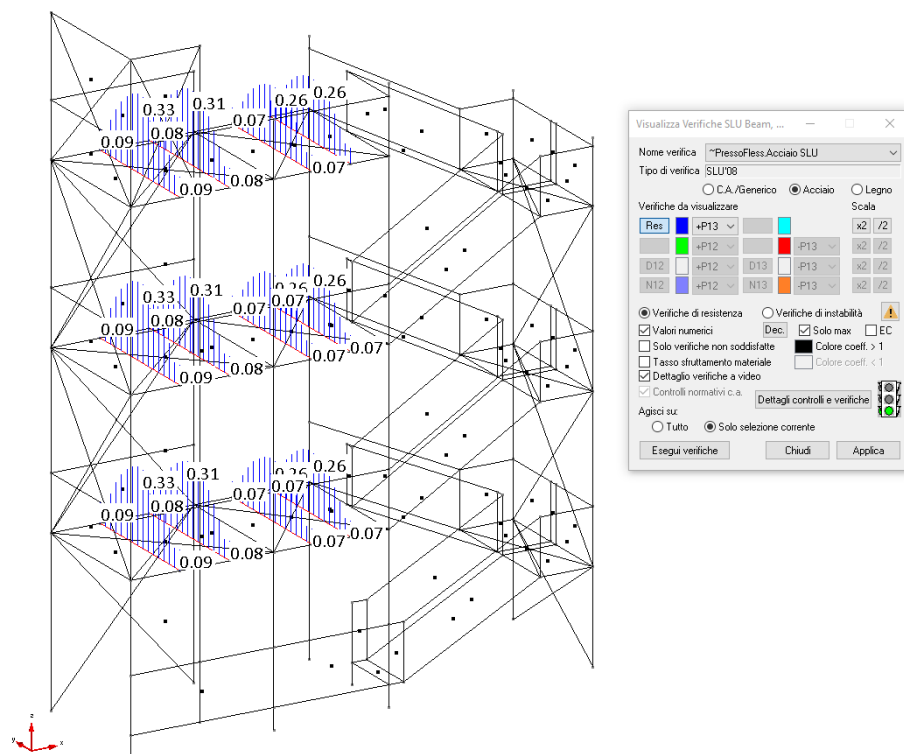 0.33 0.31 0.26 0.26
0.09 0.08 0.07
0.09 0.08 0.07
0.33 0.31 0.26 0.26
0.09 0.08 0.07 0.07
0.09 0.08 0.07 0.07
0.33 0.31 0.26 0.26
0.09 0.08 0.07 0.07
0.09 0.08 0.07 0.07
z
y
x
Visualizza Verifiche SLU Beam, ...
Nome verifica ~PressoFless.Acciaio SLU
Tipo di verifica SLU'08
C.A./Generico Acciaio Legno
Verifiche da visualizzare Scala
Res +P13 x2 /2
+P12 -P13 x2 /2
D12 +P12 D13 -P13 x2 /2
N12 +P12 N13 -P13 x2 /2
Verifiche di resistenza Verifiche di instabilità
Valori numerici Dec. Solo max EC
Solo verifiche non soddisfatte Colore coeff. > 1
Tasso sfruttamento materiale Colore coeff. < 1
Dettaglio verifiche a video
Controlli normativi c.a. Dettagli controlli e verifiche
Agisci su:
Tutto Solo selezione corrente
Esegui verifiche Chiudi Applica